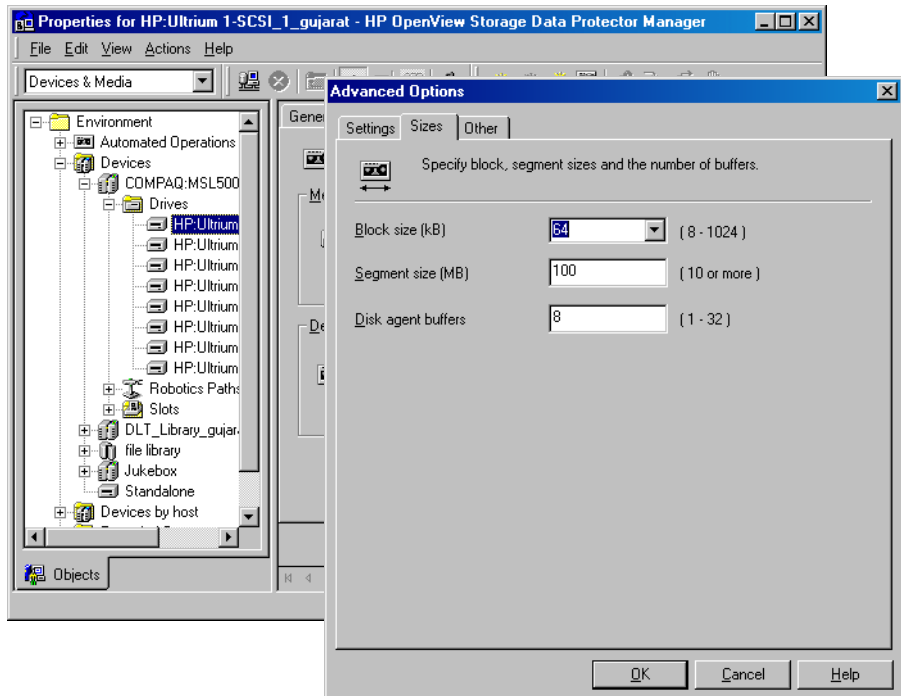 Properties for HP:Ultrium 1-SCSI_1_gujarat - HP OpenView Storage Data Protector Manager
File Edit View Actions Help
Devices & Media
Environment
Automated Operations
Devices
COMPAQ:MSL500
Drives
HP:Ultrium
HP:Ultrium
HP:Ultrium
HP:Ultrium
HP:Ultrium
HP:Ultrium
HP:Ultrium
HP:Ultrium
Robotics Paths
Slots
DLT_Library_gujar
file library
Jukebox
Standalone
Devices by host
Objects
Gene
Me
De
Advanced Options
Settings Sizes Other
Specify block, segment sizes and the number of buffers.
Block size (kB) 64 ( 8 - 1024 )
Segment size (MB) 100 ( 10 or more )
Disk agent buffers 8 ( 1 - 32 )
OK Cancel Help